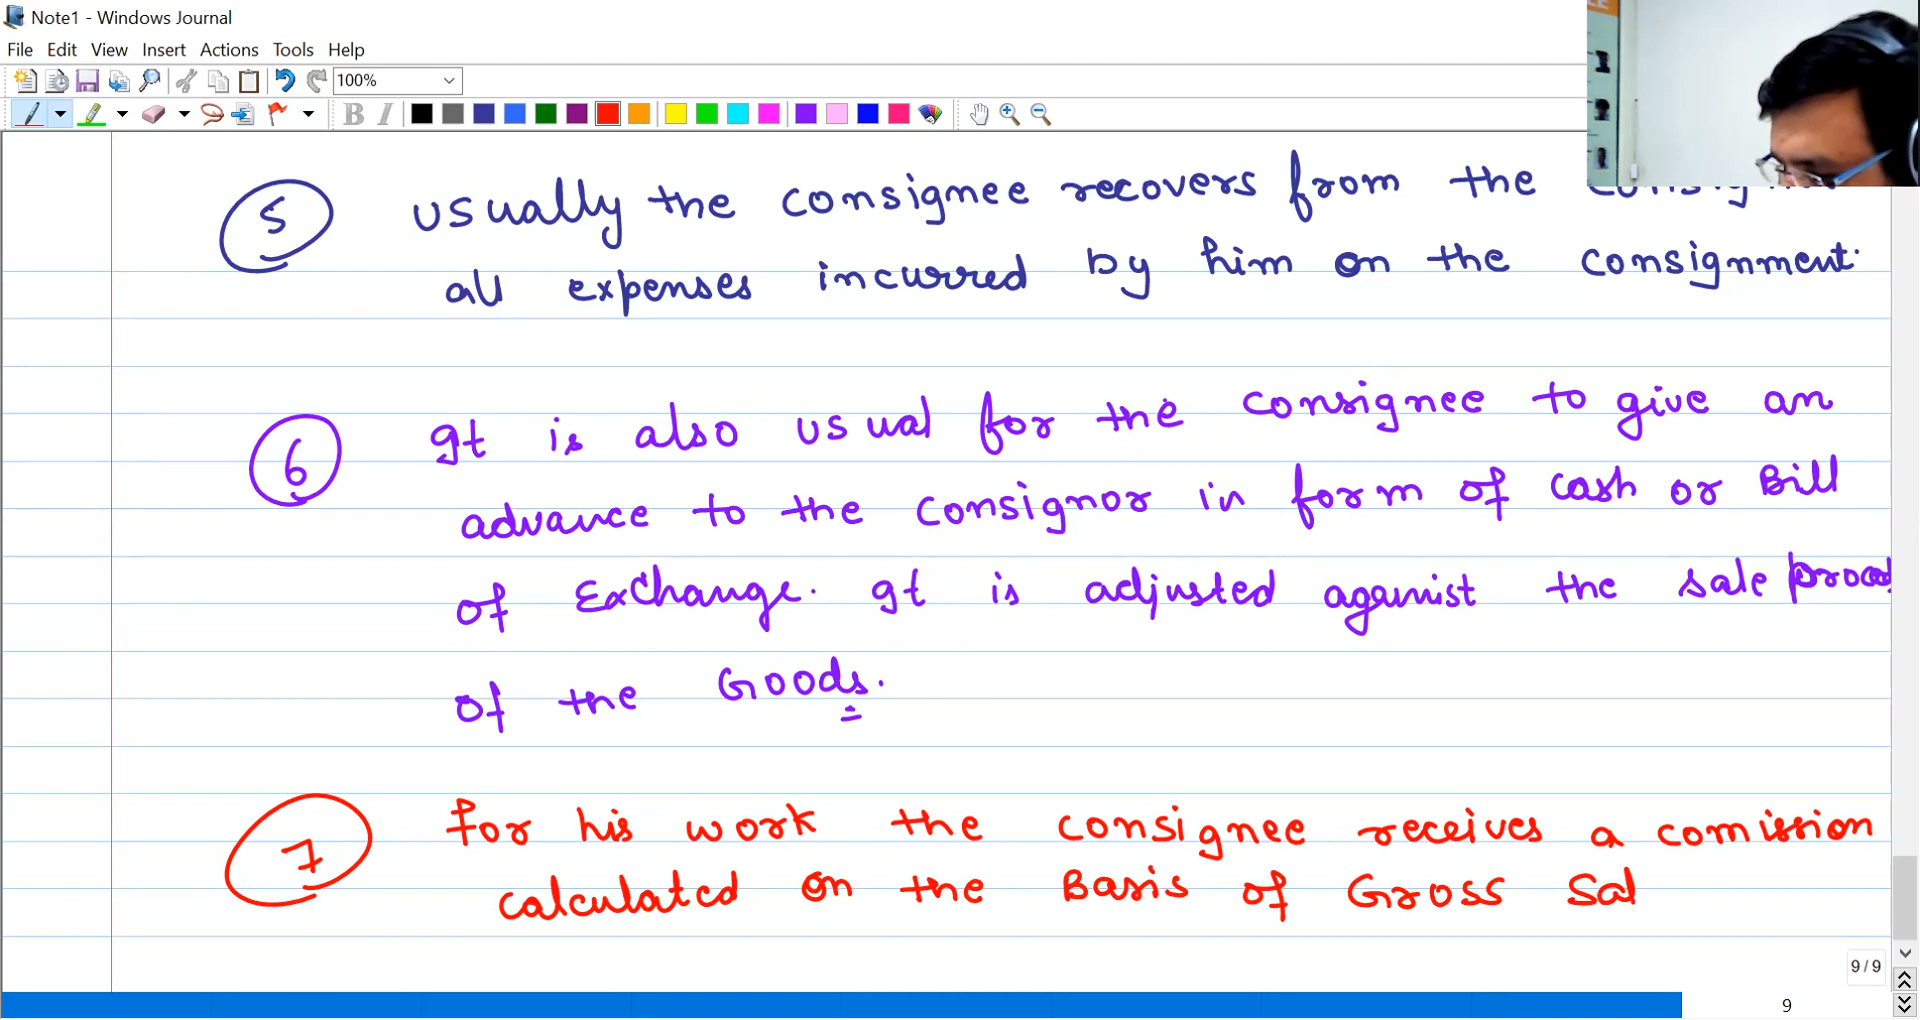 Note1 - Windows Journal
File Edit View Insert Actions Tools Help
100%
B I
5 usually the consignee recovers from the
all expenses incurred by him on the consignment.
6 It is also usual for the consignee to give an
advance to the consignor in form of cash or Bill
of Exchange. It is adjusted against the sale
of the Goods.
7 for his work the consignee receives a comission
calculated on the Basis of Gross Sal
9/9
9